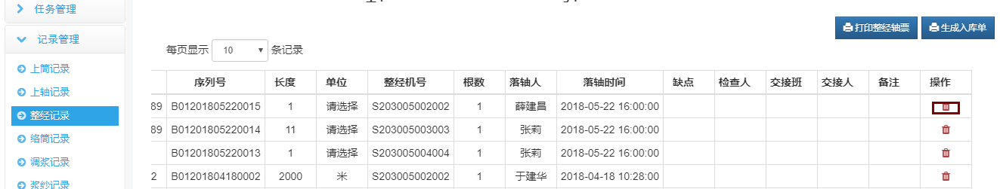 任务管理
打印整经轴票 生成入库单
记录管理
每页显示 10 条记录
上筒记录
上轴记录
整经记录
络筒记录
调浆记录
浆纱记录
序列号 长度 单位 整经机号 根数 落轴人 落轴时间 缺点 检查人 交接班 交接人 备注 操作
89 B01201805220015 1 请选择 S203005002002 1 薛建昌 2018-05-22 16:00:00
89 B01201805220014 11 请选择 S203005003003 1 张莉 2018-05-22 16:00:00
B01201805220013 1 请选择 S203005004004 1 张莉 2018-05-22 16:00:00
2 B01201804180002 2000 米 S203005002002 1 于建华 2018-04-18 10:28:00